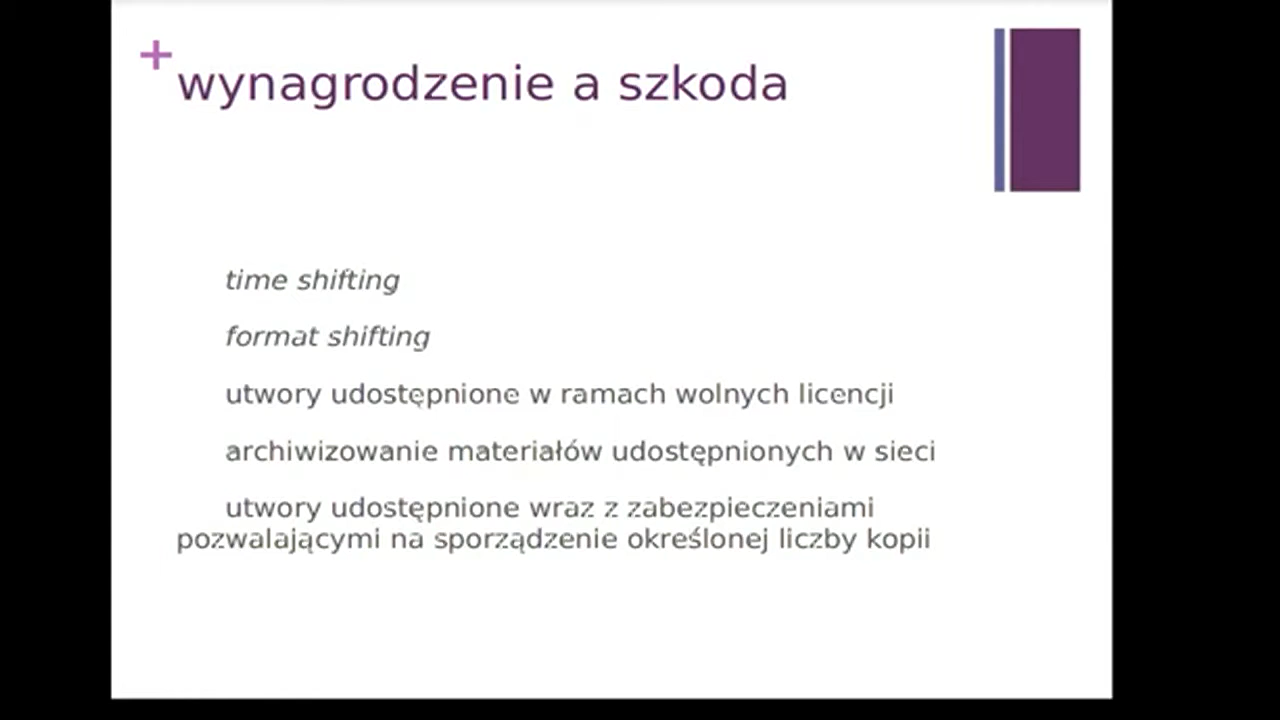 wynagrodzenie a szkoda
time shifting
format shifting
utwory udostępnione w ramach wolnych licencji
archiwizowanie materiałów udostępnionych w sieci
utwory udostępnione wraz z zabezpieczeniami
pozwalającymi na sporządzenie określonej liczby kopii